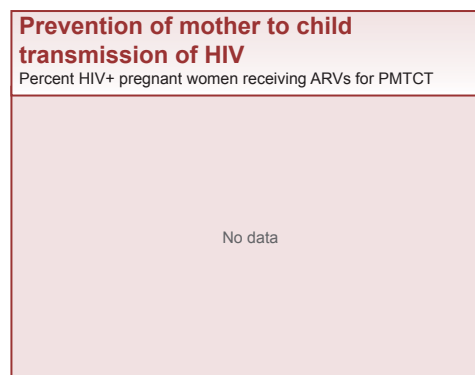 Prevention of mother to child
transmission of HIV
Percent HIV+ pregnant women receiving ARVs for PMTCT
No data